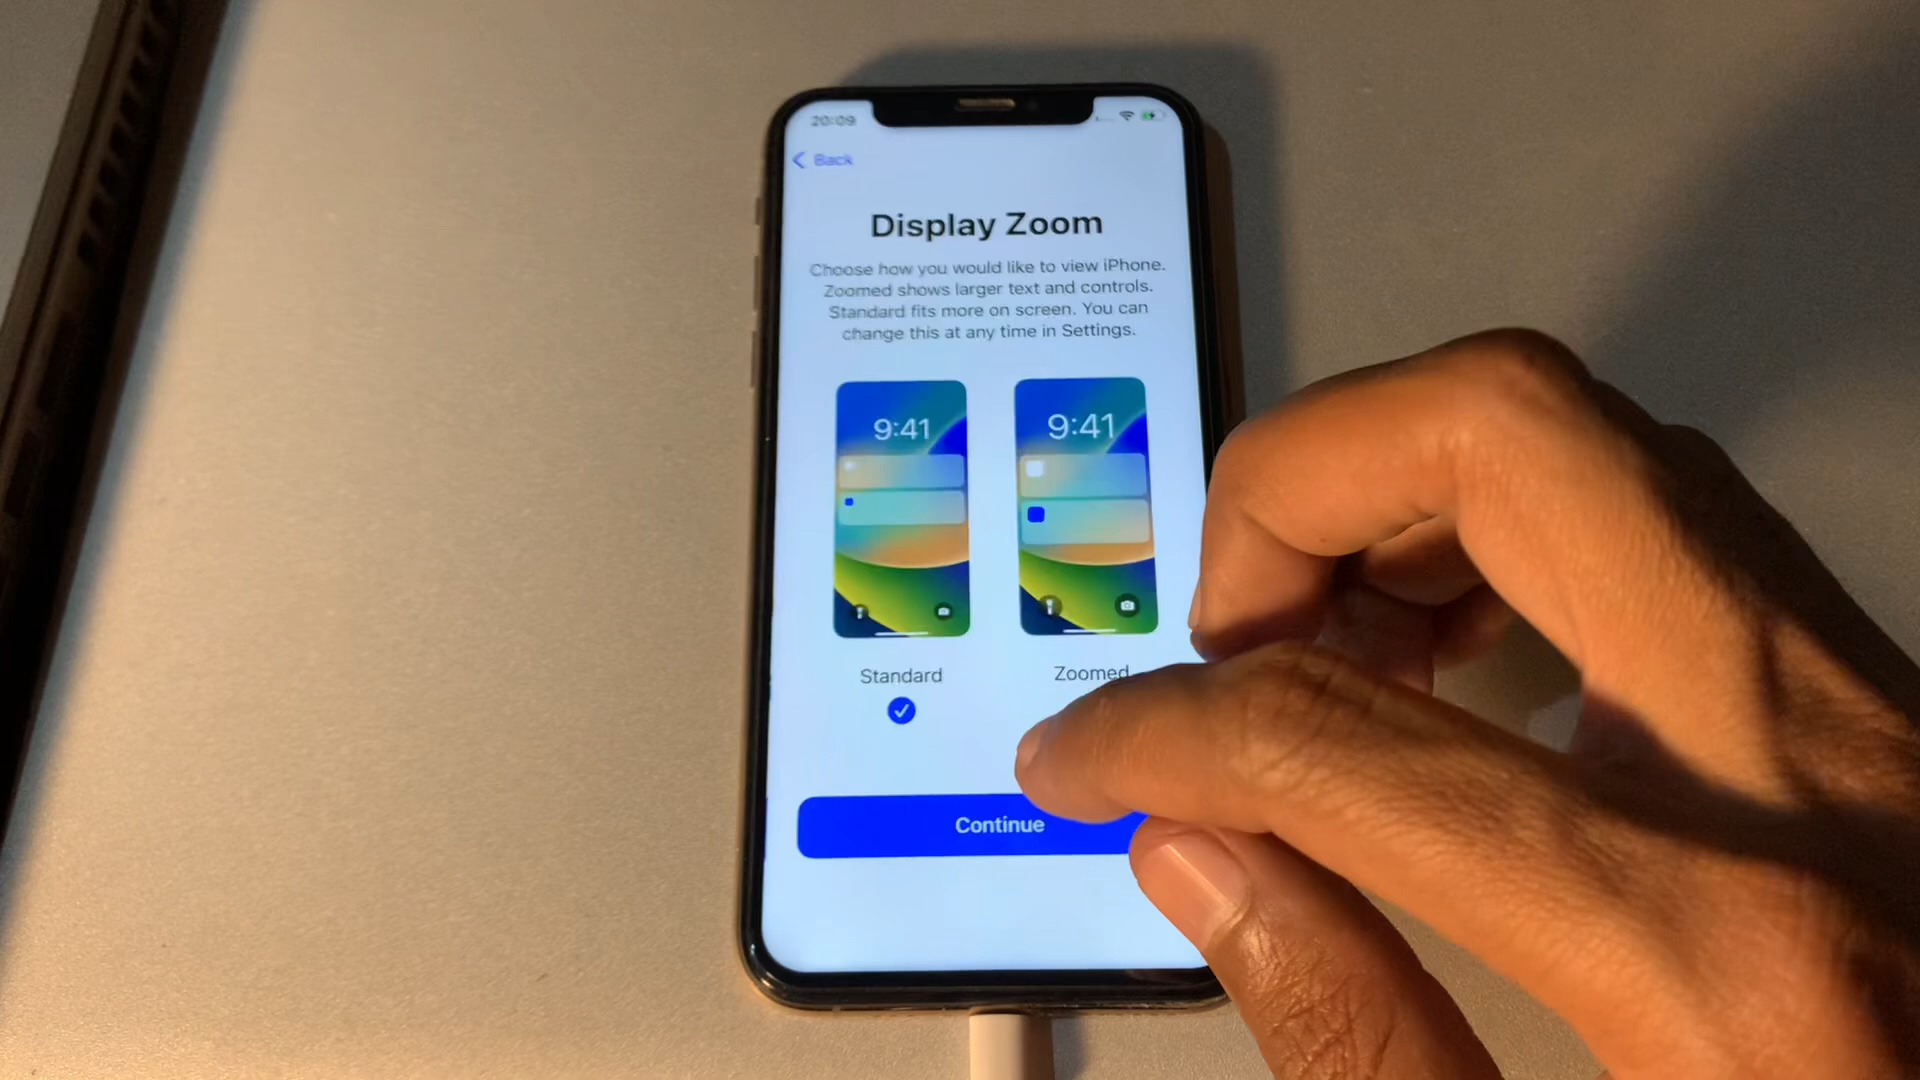 20:09
Back
Display Zoom
Choose how you would like to view iPhone.
Zoomed shows larger text and controls.
Standard fits more on screen. You can
change this at any time in Settings.
9:41
9:41
Standard
Zoomed
Continue